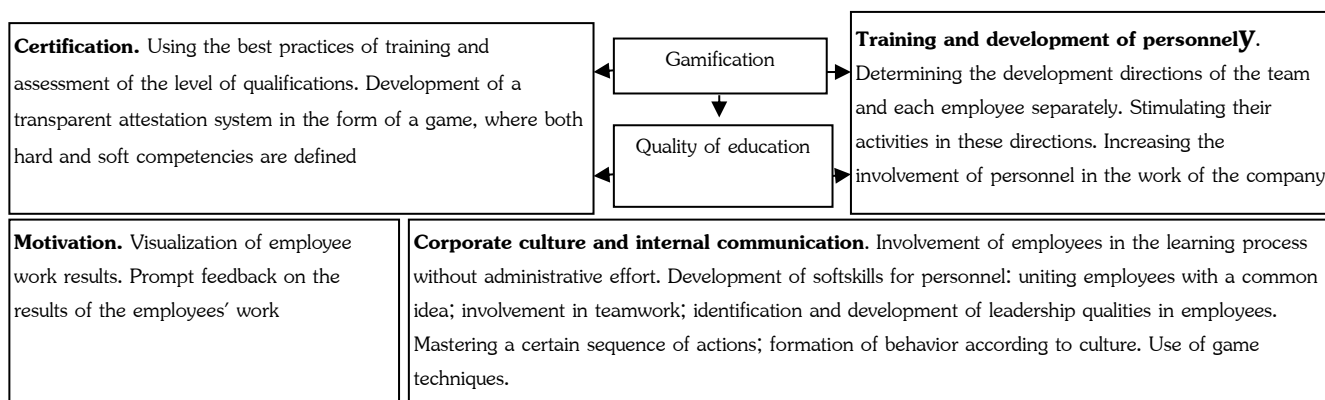 Certification. Using the best practices of training and
assessment of the level of qualifications. Development of a
transparent attestation system in the form of a game, where both
hard and soft competencies are defined
Gamification
Quality of education
Training and development of personnely.
Determining the development directions of the team
and each employee separately. Stimulating their
activities in these directions. Increasing the
involvement of personnel in the work of the company
Motivation. Visualization of employee
work results. Prompt feedback on the
results of the employees' work
Corporate culture and internal communication. Involvement of employees in the learning process
without administrative effort. Development of softskills for personnel: uniting employees with a common
idea; involvement in teamwork; identification and development of leadership qualities in employees.
Mastering a certain sequence of actions; formation of behavior according to culture. Use of game
techniques.